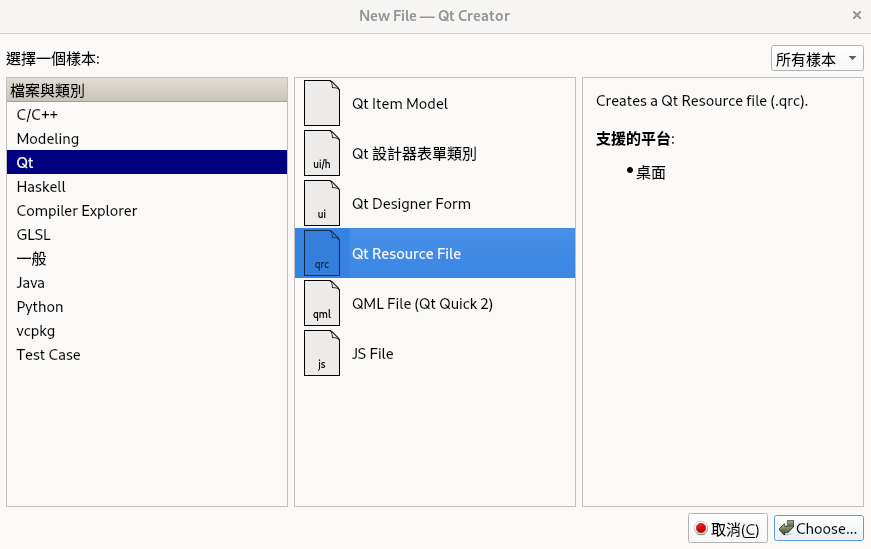 New File — Qt Creator
選擇一個樣本:
所有樣本
檔案與類別
C/C++
Modeling
Qt
Haskell
Compiler Explorer
GLSL
一般
Java
Python
vcpkg
Test Case
Qt Item Model
ui/h
Qt 設計器表單類別
ui
Qt Designer Form
qrc
Qt Resource File
qml
QML File (Qt Quick 2)
js
JS File
Creates a Qt Resource file (.qrc).
支援的平台:
• 桌面
取消(C)
Choose...